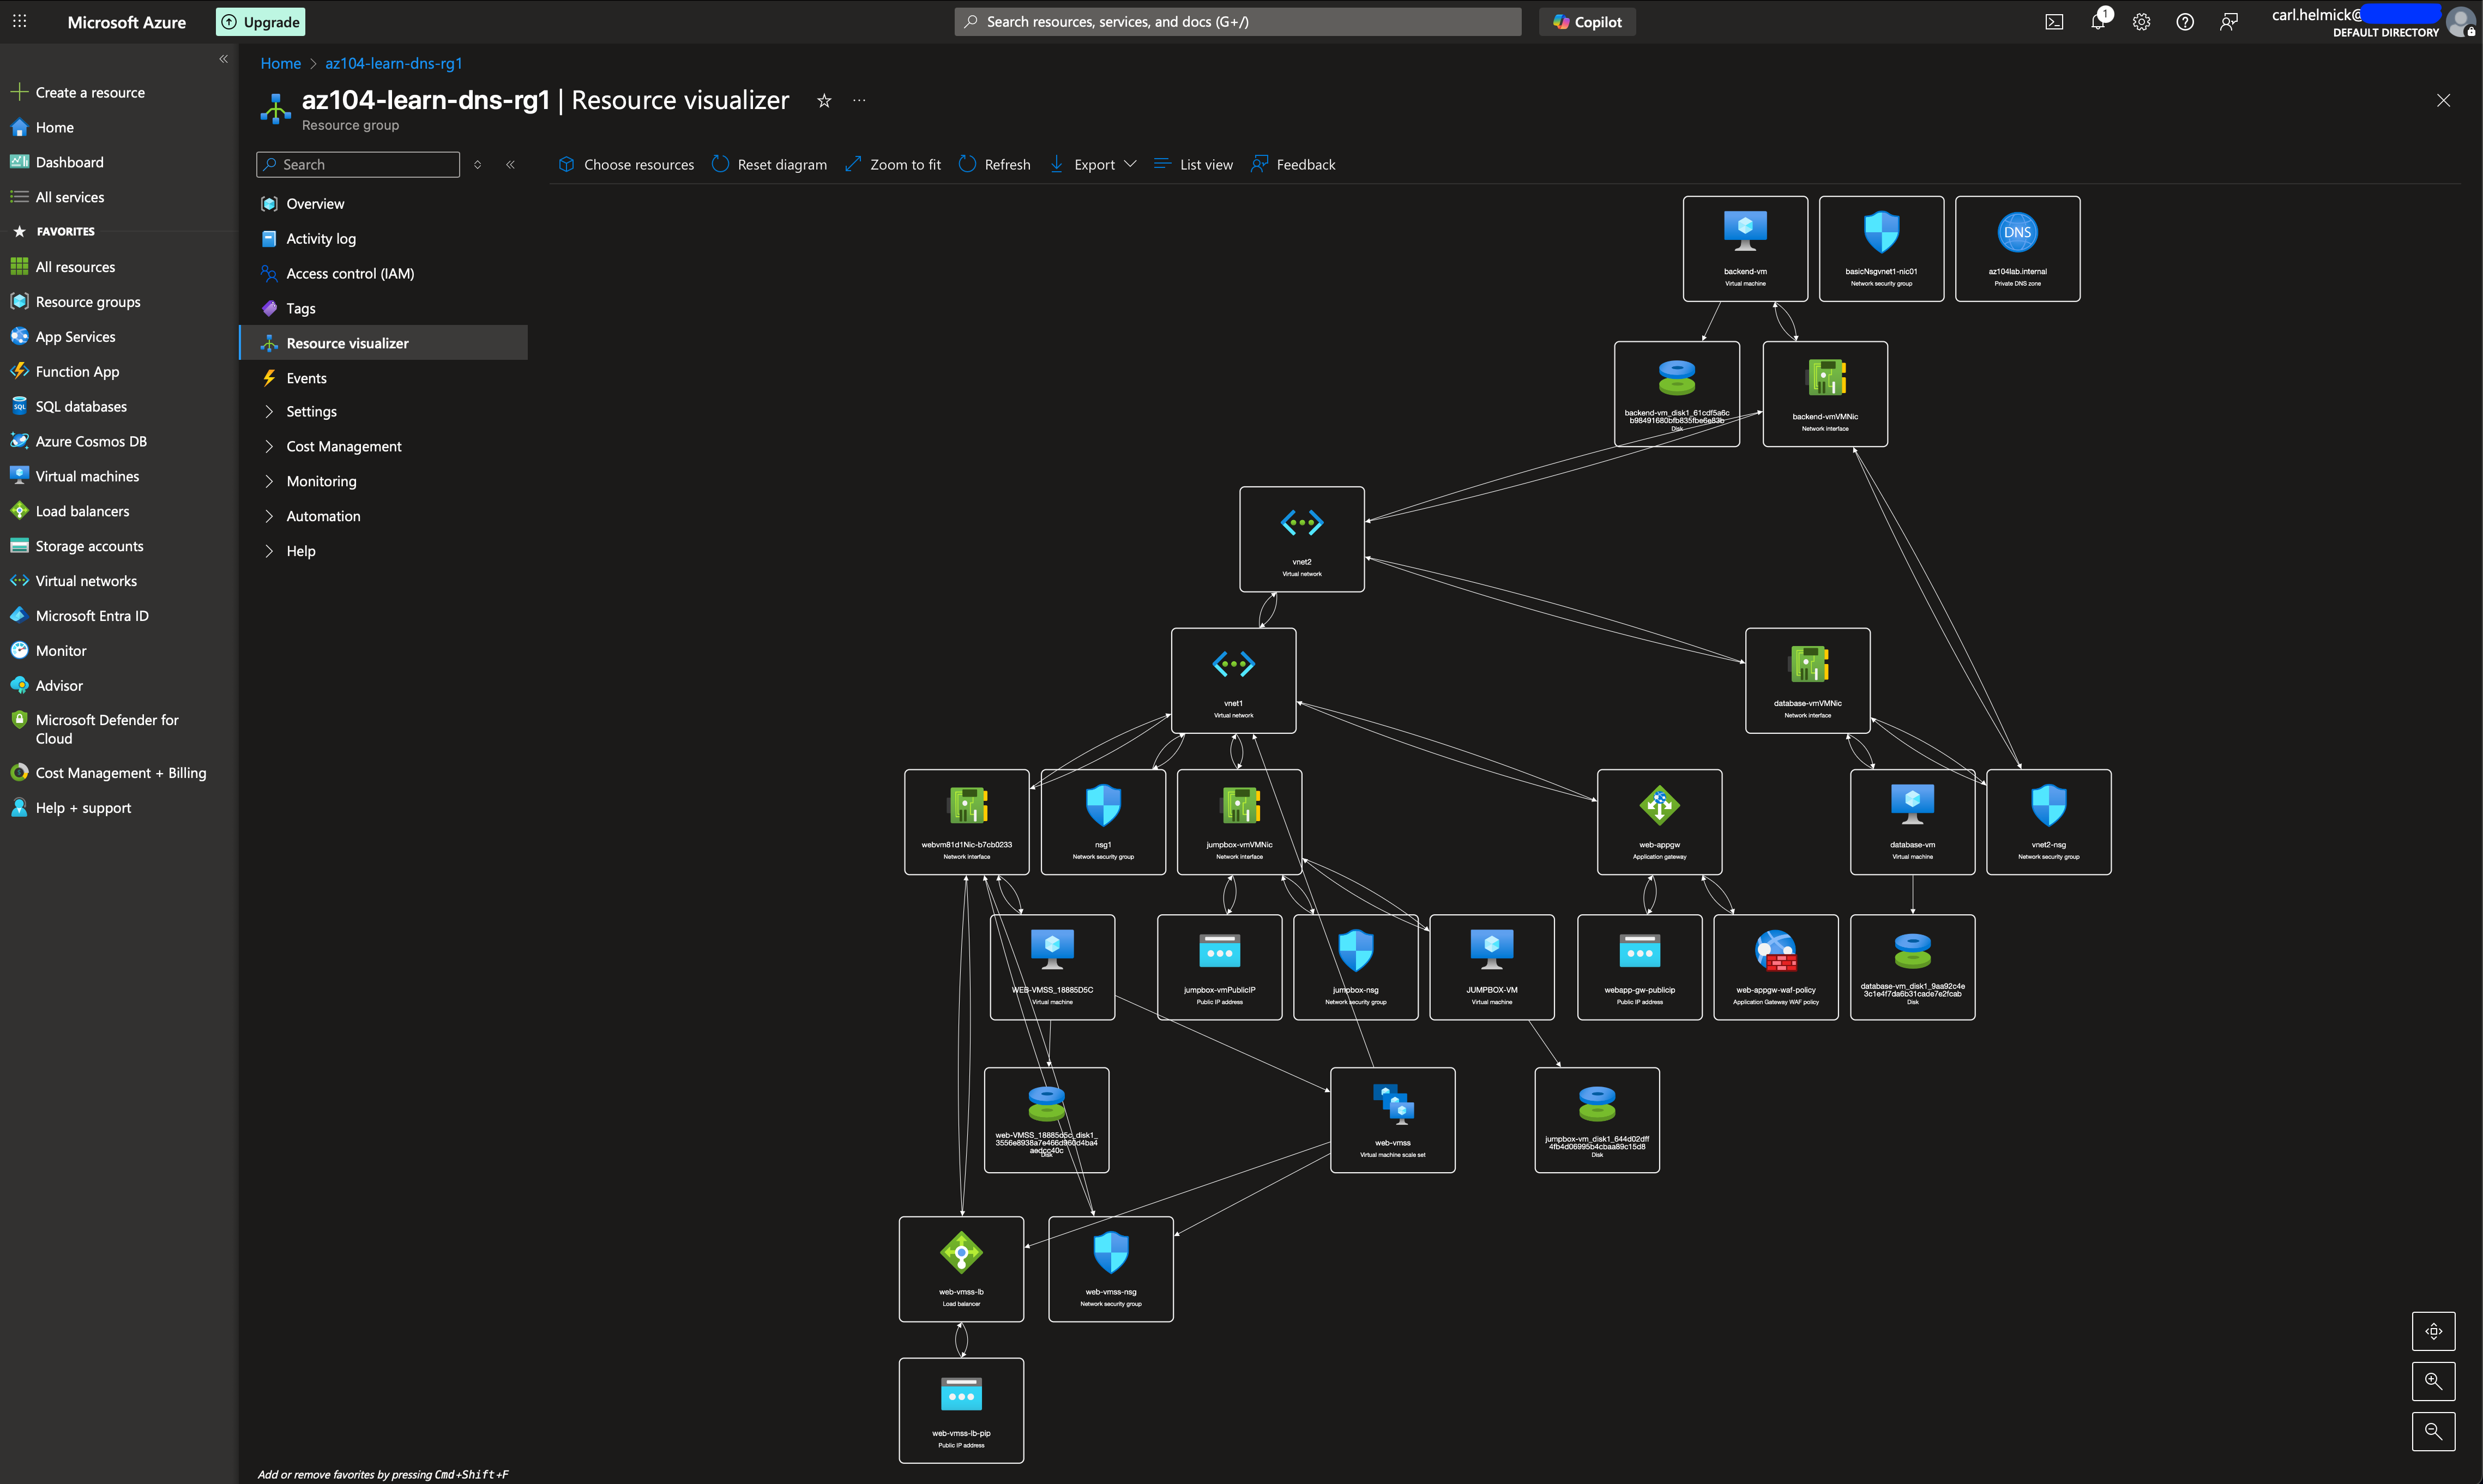 Microsoft Azure
Upgrade
Search resources, services, and docs (G+/)
Copilot
1
carl.helmick@
DEFAULT DIRECTORY
Create a resource
Home
Dashboard
All services
FAVORITES
All resources
Resource groups
App Services
Function App
SQL databases
Azure Cosmos DB
Virtual machines
Load balancers
Storage accounts
Virtual networks
Microsoft Entra ID
Monitor
Advisor
Microsoft Defender for
Cloud
Cost Management + Billing
Help + support
Home > az104-learn-dns-rg1
az104-learn-dns-rg1 | Resource visualizer
Resource group
Search
Overview
Activity log
Access control (IAM)
Tags
Resource visualizer
Events
Settings
Cost Management
Monitoring
Automation
Help
Add or remove favorites by pressing Cmd+Shift+F
Choose resources
Reset diagram
Zoom to fit
Refresh
Export
List view
Feedback
backend-vm
Virtual machine
basicNsgvnet1-nic01
Network security group
DNS
az104lab.internal
Private DNS zone
backend-vm_disk1_61cdf5a6c
b98491680bfb835fbe6e83b
Disk
backend-vmVMNic
Network interface
vnet2
Virtual network
vnet1
Virtual network
database-vmVMNic
Network interface
webvm81d1Nic-b7cb0233
Network interface
nsg1
Network security group
jumpbox-vmVMNic
Network interface
web-appgw
Application gateway
database-vm
Virtual machine
vnet2-nsg
Network security group
WEB-VMSS_18885D5C
Virtual machine
jumpbox-vmPublicIP
Public IP address
jumpbox-nsg
Network security group
JUMPBOX-VM
Virtual machine
webapp-gw-publicip
Public IP address
web-appgw-waf-policy
Application Gateway WAF policy
database-vm_disk1_9aa92c4e
3c1e4f7da6b31cade7e2fcab
Disk
web-VMSS_18885d5c_disk1_
3556e8938a7e466d960d4ba4
aedcc40c
Disk
web-vmss
Virtual machine scale set
jumpbox-vm_disk1_644d02dff
4fb4d06995b4cbaa89c15d8
Disk
web-vmss-lb
Load balancer
web-vmss-nsg
Network security group
web-vmss-lb-pip
Public IP address